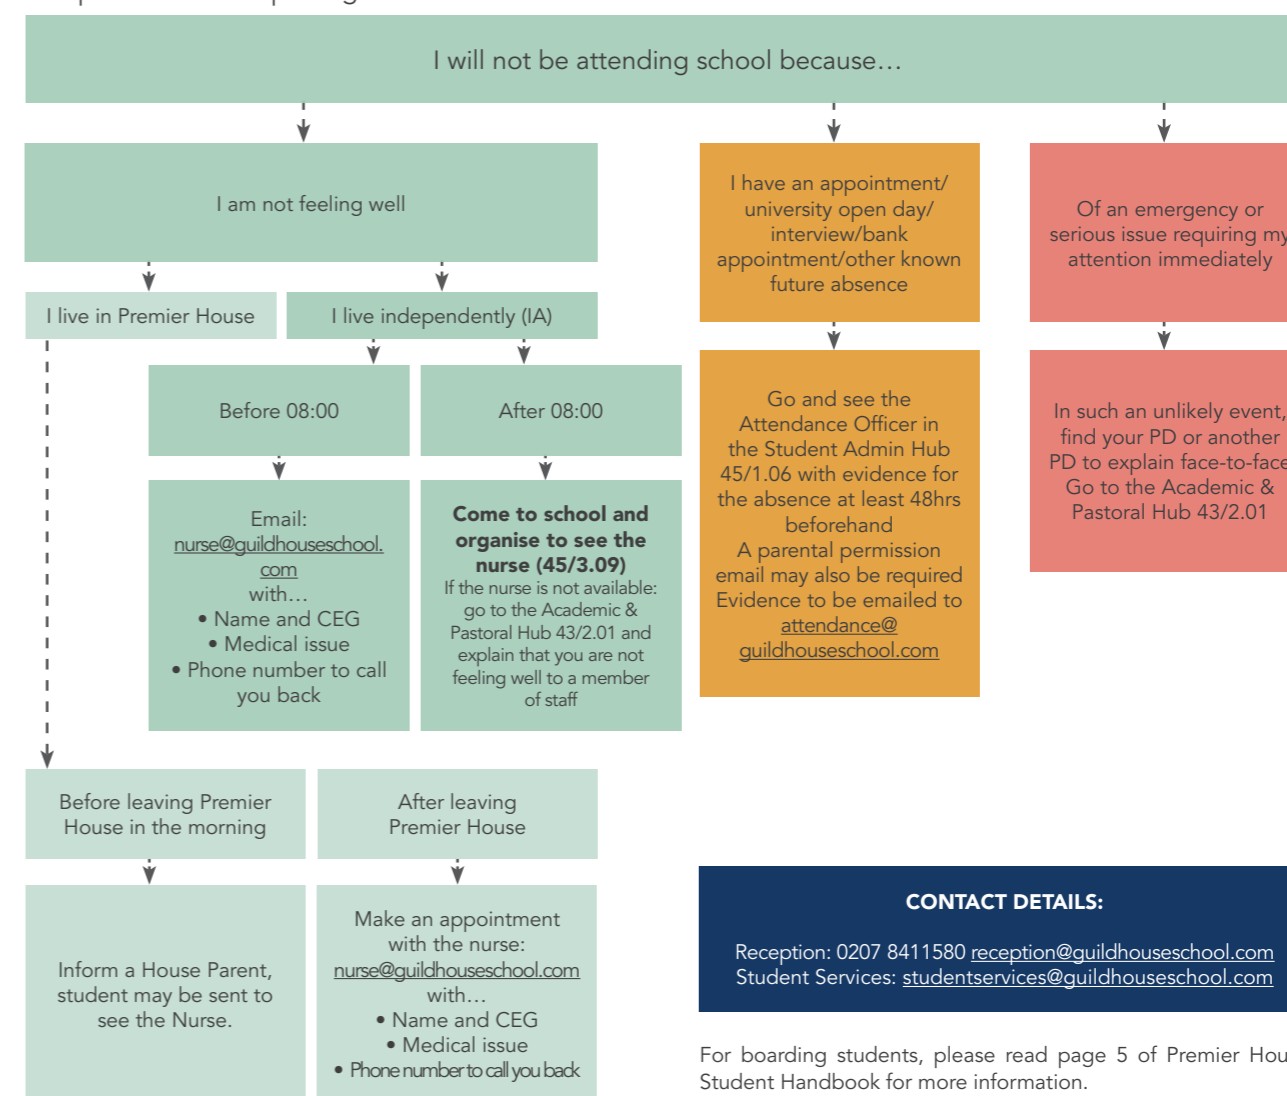 I will not be attending school because…
I am not feeling well
I live in Premier House
I live independently (IA)
Before 08:00
Email:
nurse@guildhouseschool.
com
with…
• Name and CEG
• Medical issue
• Phone number to call
you back
After 08:00
Come to school and
organise to see the
nurse (45/3.09)
If the nurse is not available:
go to the Academic &
Pastoral Hub 43/2.01 and
explain that you are not
feeling well to a member
of staff
Before leaving Premier
House in the morning
Inform a House Parent,
student may be sent to
see the Nurse.
After leaving
Premier House
Make an appointment
with the nurse:
nurse@guildhouseschool.com
with…
• Name and CEG
• Medical issue
• Phone number to call you back
I have an appointment/
university open day/
interview/bank
appointment/other known
future absence
Go and see the
Attendance Officer in
the Student Admin Hub
45/1.06 with evidence for
the absence at least 48hrs
beforehand
A parental permission
email may also be required
Evidence to be emailed to
attendance@
guildhouseschool.com
Of an emergency or
serious issue requiring my
attention immediately
In such an unlikely event,
find your PD or another
PD to explain face-to-face
Go to the Academic &
Pastoral Hub 43/2.01
CONTACT DETAILS:
Reception: 0207 8411580 reception@guildhouseschool.com
Student Services: studentservices@guildhouseschool.com
For boarding students, please read page 5 of Premier Hou
Student Handbook for more information.